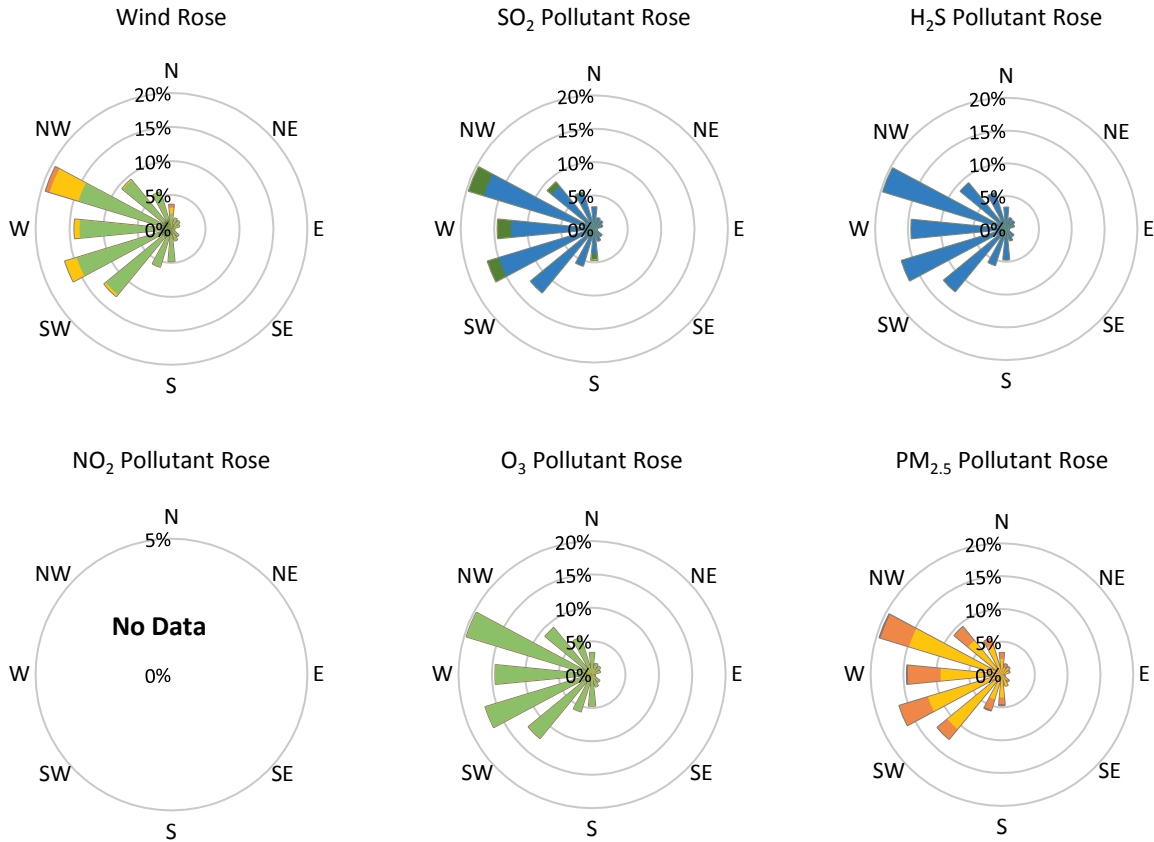 Wind Rose
N
20%
NW
15%
NE
10%
5%
W
0%
E
SW
SE
S
SO₂ Pollutant Rose
N
20%
NW
15%
NE
10%
5%
W
0%
E
SW
SE
S
H₂S Pollutant Rose
N
20%
NW
15%
NE
10%
5%
W
0%
E
SW
SE
S
NO₂ Pollutant Rose
N
5%
NW
NE
No Data
W
0%
E
SW
SE
S
O₃ Pollutant Rose
N
20%
NW
15%
NE
10%
5%
W
0%
E
SW
SE
S
PM₂.₅ Pollutant Rose
N
20%
NW
15%
NE
10%
5%
W
0%
E
SW
SE
S